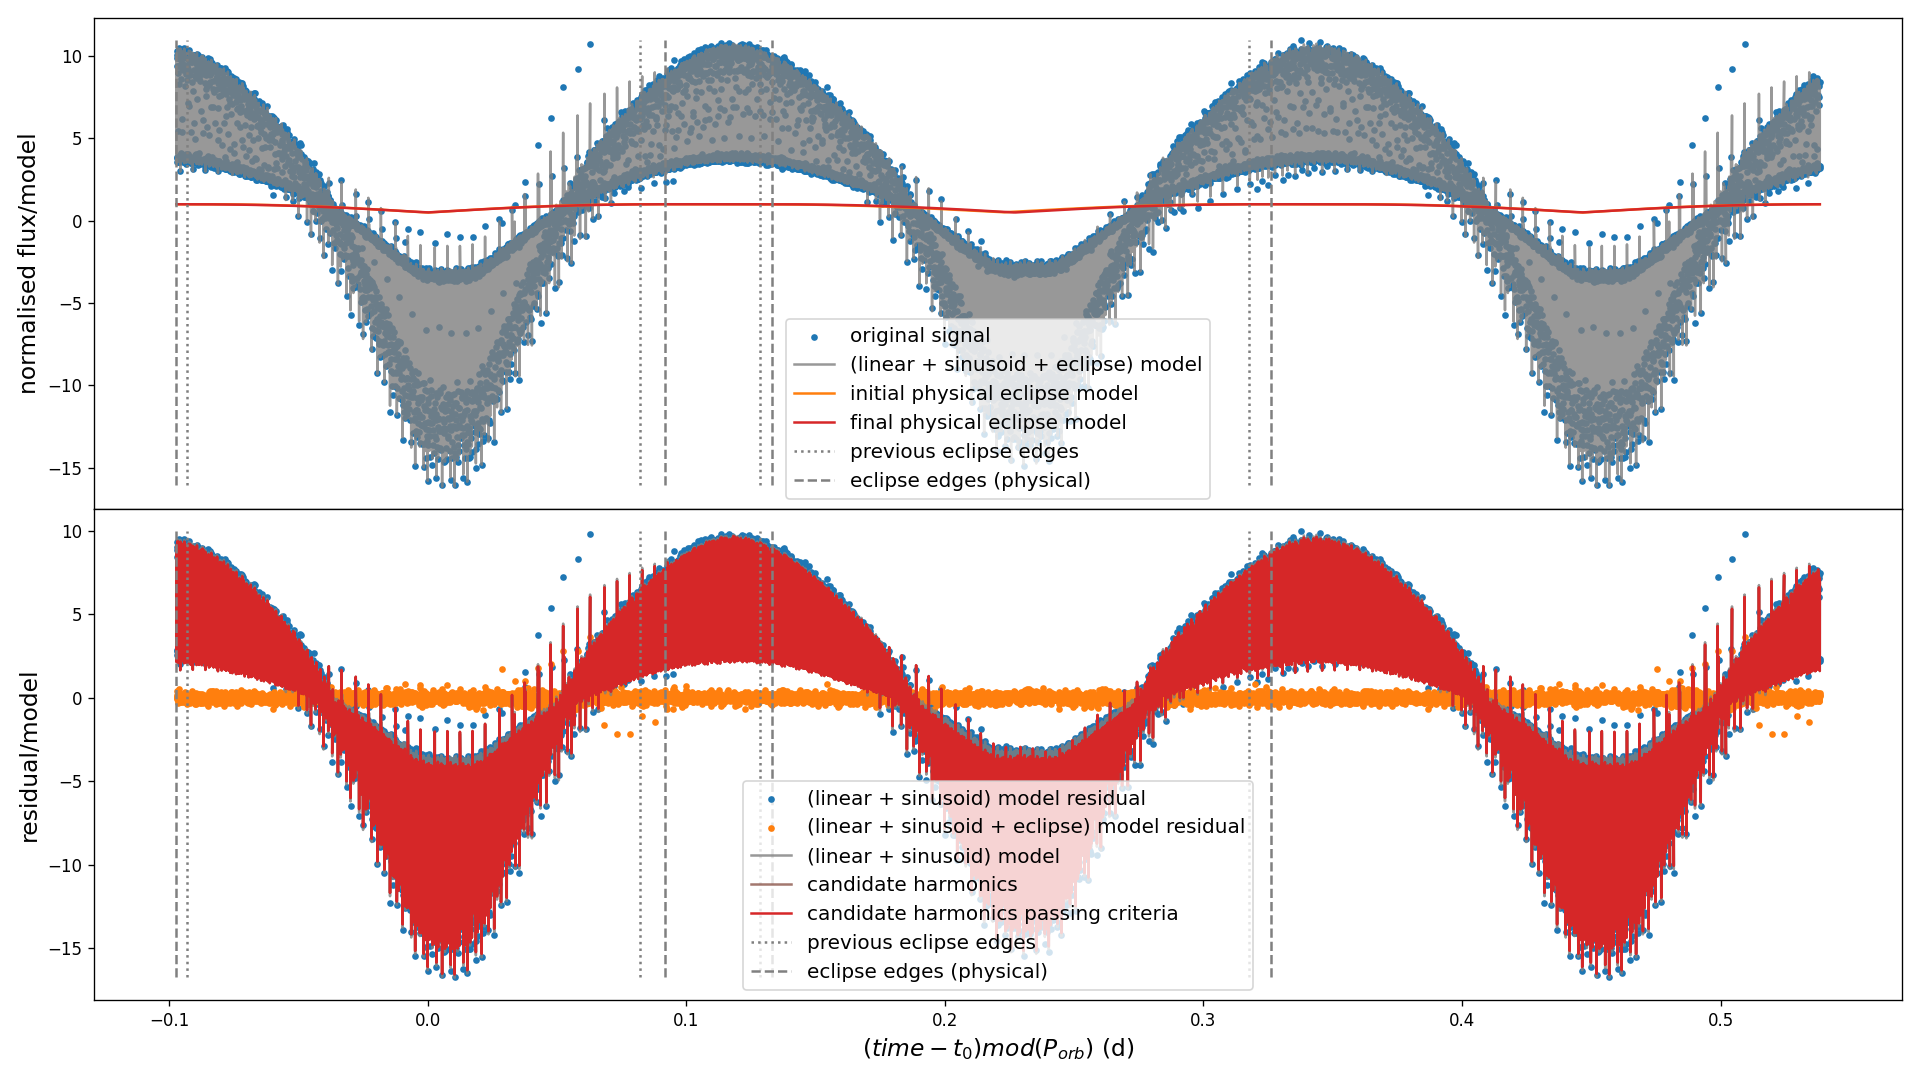 normalised flux/model
10
5
0
−5
−10
−15
original signal
(linear + sinusoid + eclipse) model
initial physical eclipse model
final physical eclipse model
previous eclipse edges
eclipse edges (physical)
residual/model
10
5
0
−5
−10
−15
(linear + sinusoid) model residual
(linear + sinusoid + eclipse) model residual
(linear + sinusoid) model
candidate harmonics
candidate harmonics passing criteria
previous eclipse edges
eclipse edges (physical)
−0.1 0.0 0.1 0.2 0.3 0.4 0.5
(time − t₀)mod(Pₒᵣb) (d)